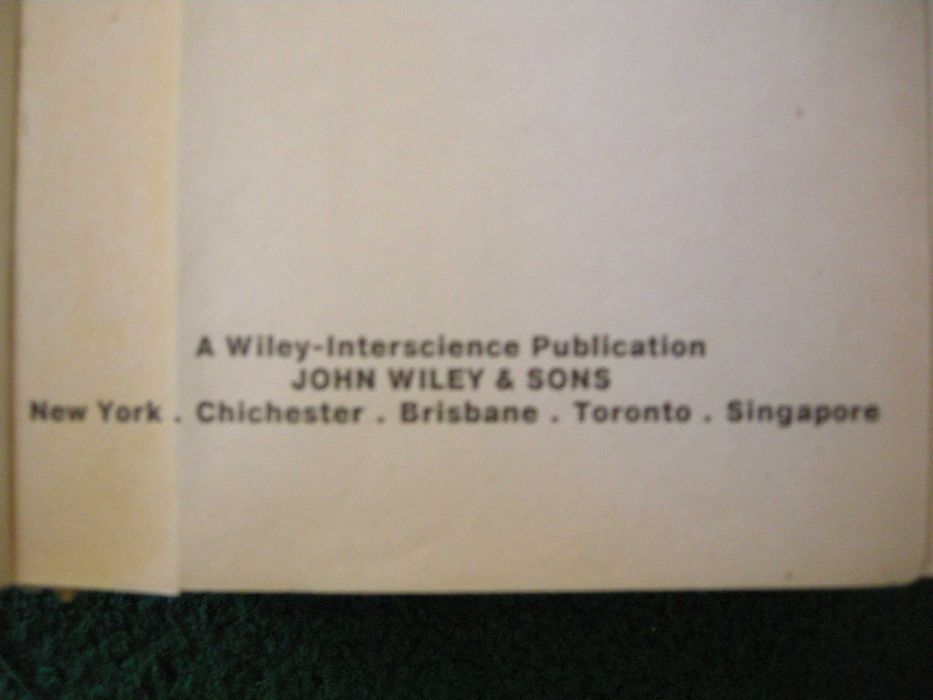 A Wiley-Interscience Publication
JOHN WILEY & SONS
New York . Chichester . Brisbane . Toronto . Singapore